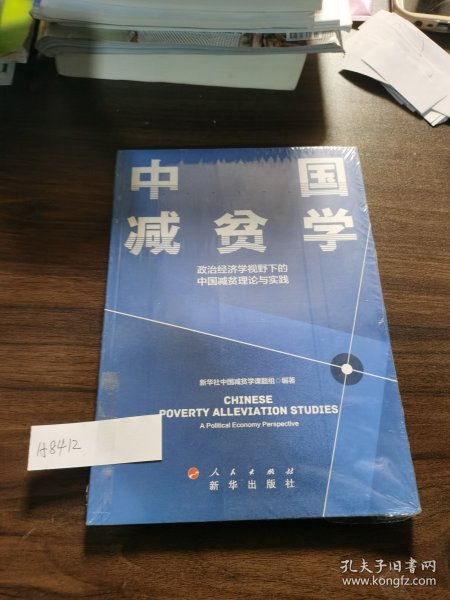 中国
减贫学
政治经济学视野下的
中国减贫理论与实践
新华社中国减贫学课题组 编著
CHINESE
POVERTY ALLEVIATION STUDIES
A Political Economy Perspective
H8412
人民出版社
新华出版社
孔夫子旧书网
www.kongfz.com